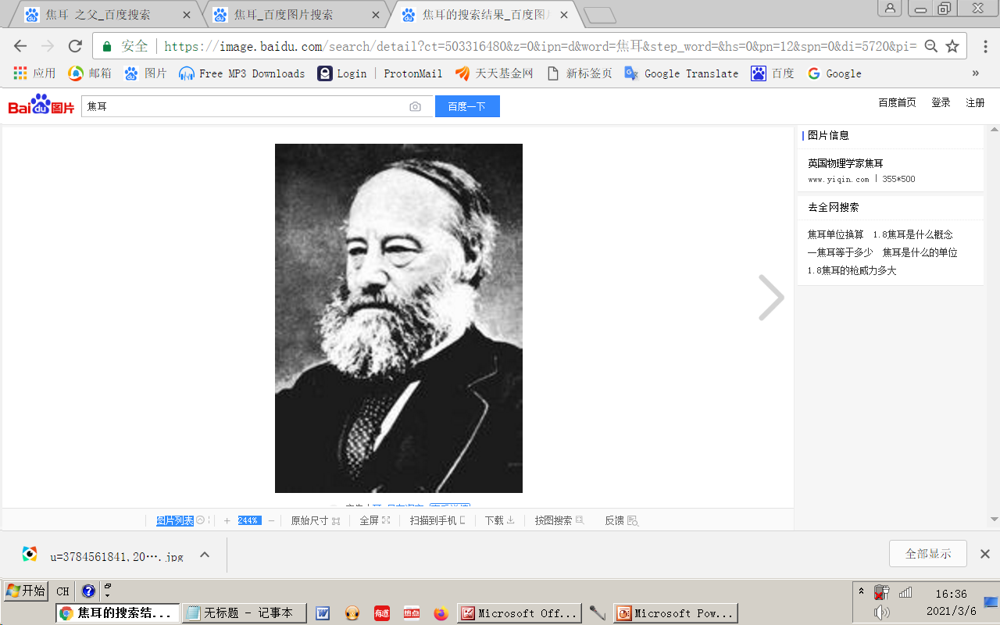 焦耳 之父_百度搜索
焦耳_百度图片搜索
焦耳的搜索结果_百度图
安全 | https://image.baidu.com/search/detail?ct=503316480&z=0&ipn=d&word=焦耳&step_word=&hs=0&pn=12&spn=0&di=5720&pi=
应用 邮箱 图片 Free MP3 Downloads Login | ProtonMail 天天基金网 新标签页 Google Translate 百度 Google »
Bai du 图片 焦耳 百度一下 百度首页 登录 注册
图片信息
英国物理学家焦耳
www.yiqin.com | 355*500
去全网搜索
焦耳单位换算 1.8焦耳是什么概念
一焦耳等于多少 焦耳是什么的单位
1.8焦耳的枪威力多大
图片列表 + 244% − 原始尺寸 全屏 扫描到手机 下载 按图搜索 反馈
u=3784561841,20….jpg 全部显示
开始 CH 16:36
2021/3/6
焦耳的搜索结... 无标题 - 记事本 W 有道 热点 Microsoft Off... Microsoft Pow...